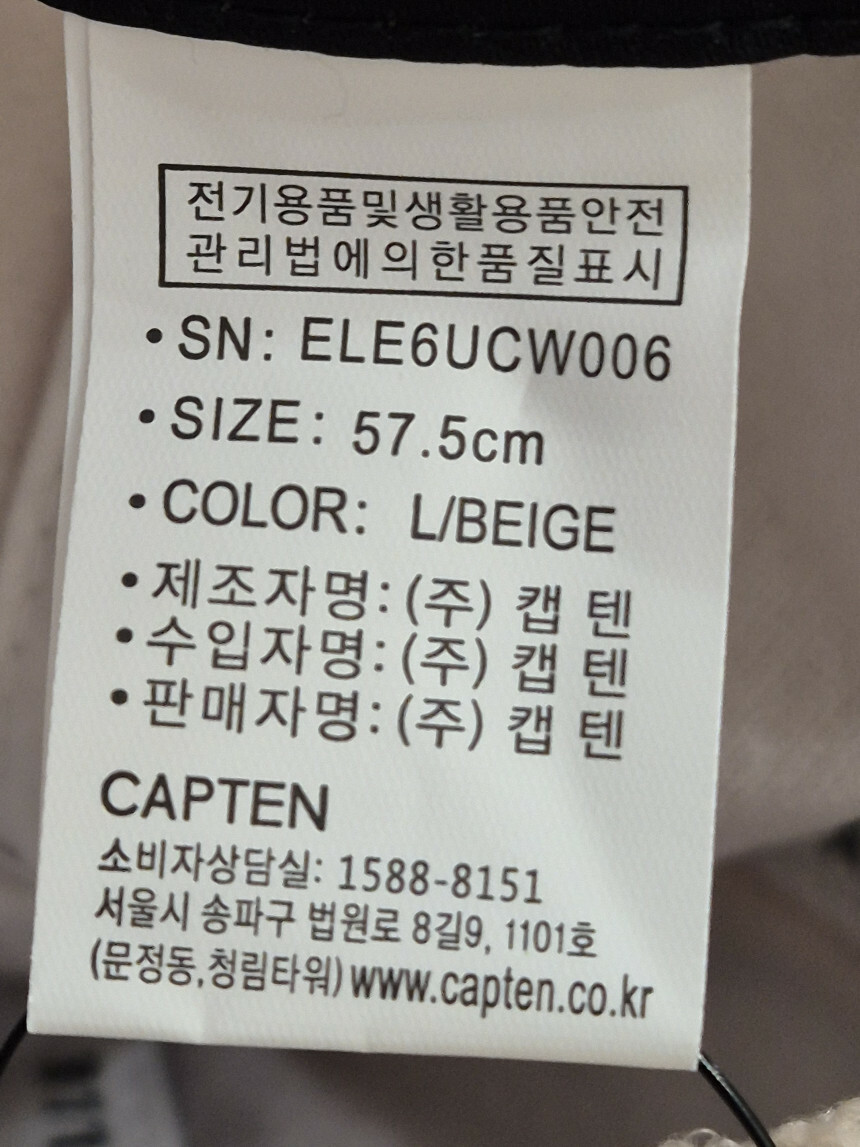 전기용품및생활용품안전
관리법에의한품질표시
• SN: ELE6UCW006
• SIZE: 57.5cm
• COLOR: L/BEIGE
• 제조자명: (주) 캡 텐
• 수입자명: (주) 캡 텐
• 판매자명: (주) 캡 텐
CAPTEN
소비자상담실: 1588-8151
서울시 송파구 법원로 8길9, 1101호
(문정동,청림타워) www.capten.co.kr